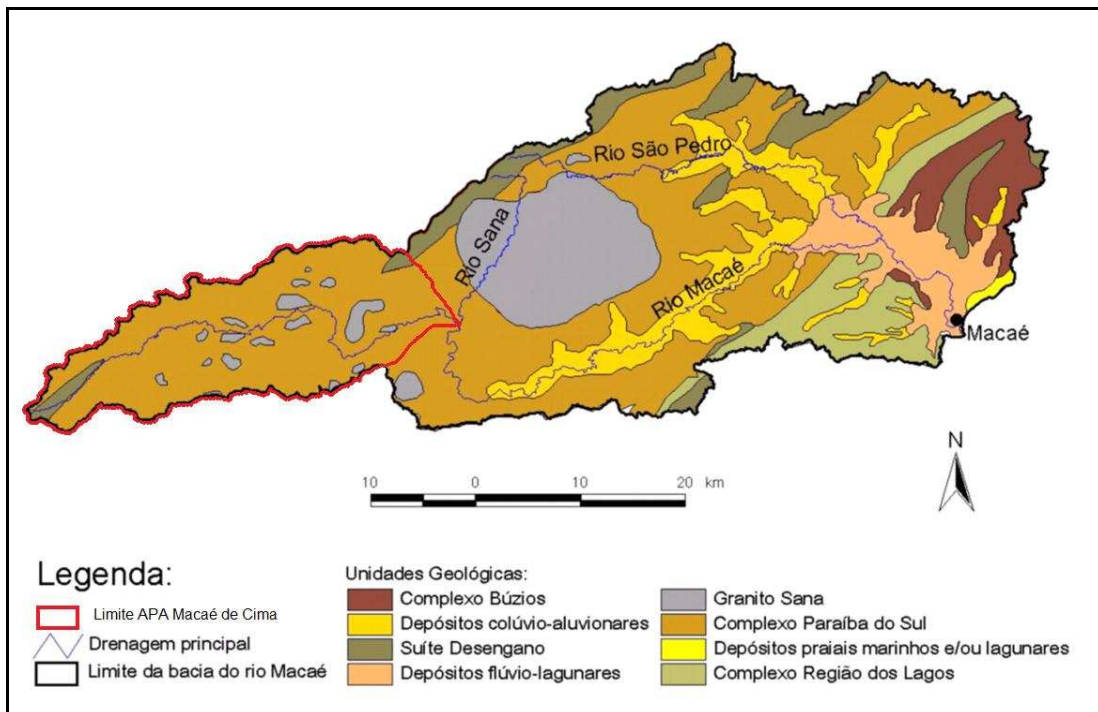 Rio São Pedro
Rio Sana
Rio Macaé
Macaé
N
10 0 10 20 km
Legenda:
Limite APA Macaé de Cima
Drenagem principal
Limite da bacia do rio Macaé
Unidades Geológicas:
Complexo Búzios
Depósitos colúvio-aluvionares
Suíte Desengano
Depósitos flúvio-lagunares
Granito Sana
Complexo Paraíba do Sul
Depósitos praiais marinhos e/ou lagunares
Complexo Região dos Lagos